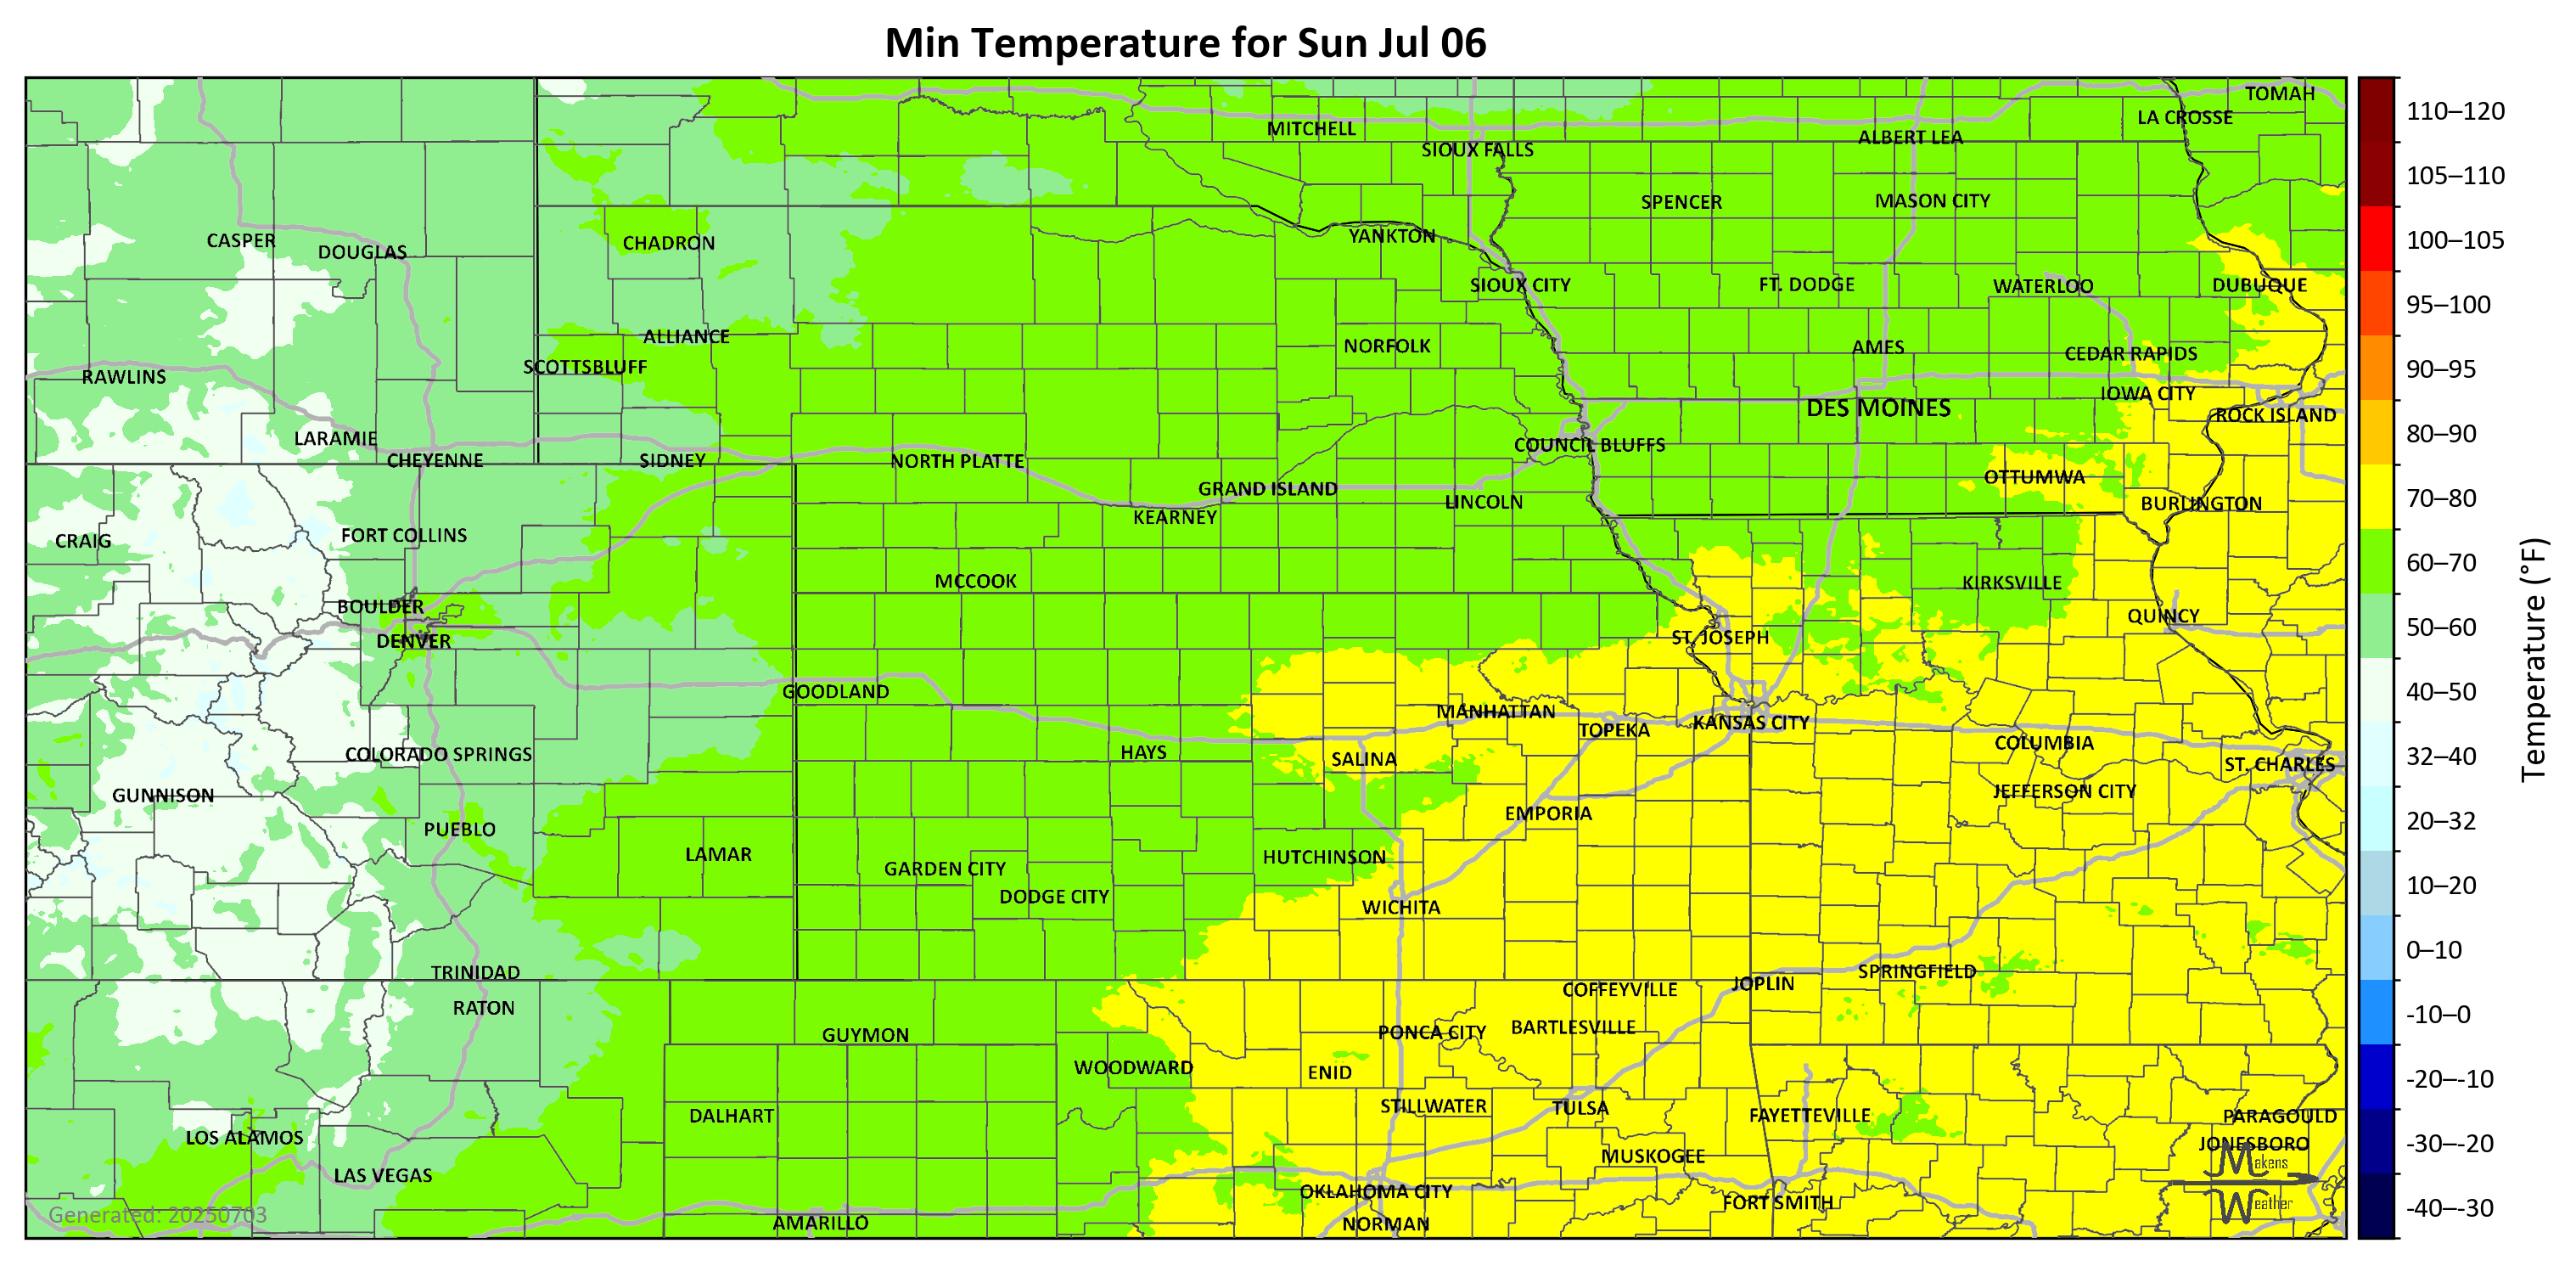 Min Temperature for Sun Jul 06
TOMAH
LA CROSSE
MITCHELL
ALBERT LEA
SIOUX FALLS
SPENCER
MASON CITY
CASPER
DOUGLAS
CHADRON
YANKTON
SIOUX CITY
FT. DODGE
WATERLOO
DUBUQUE
ALLIANCE
NORFOLK
AMES
CEDAR RAPIDS
SCOTTSBLUFF
RAWLINS
IOWA CITY
DES MOINES
ROCK ISLAND
LARAMIE
COUNCIL BLUFFS
CHEYENNE
SIDNEY
NORTH PLATTE
OTTUMWA
GRAND ISLAND
LINCOLN
BURLINGTON
KEARNEY
CRAIG
FORT COLLINS
MCCOOK
KIRKSVILLE
BOULDER
QUINCY
DENVER
ST. JOSEPH
GOODLAND
MANHATTAN
KANSAS CITY
TOPEKA
COLUMBIA
COLORADO SPRINGS
HAYS
SALINA
ST. CHARLES
GUNNISON
JEFFERSON CITY
EMPORIA
PUEBLO
LAMAR
HUTCHINSON
GARDEN CITY
DODGE CITY
WICHITA
TRINIDAD
SPRINGFIELD
JOPLIN
COFFEYVILLE
RATON
BARTLESVILLE
PONCA CITY
GUYMON
WOODWARD
ENID
STILLWATER
TULSA
DALHART
FAYETTEVILLE
PARAGOULD
LOS ALAMOS
JONESBORO
MUSKOGEE
Makens
LAS VEGAS
OKLAHOMA CITY
FORT SMITH
Weather
Generated: 20250703
AMARILLO
NORMAN
110–120
105–110
100–105
95–100
90–95
80–90
70–80
60–70
50–60
40–50
32–40
20–32
10–20
0–10
-10–0
-20–-10
-30–-20
-40–-30
Temperature (°F)